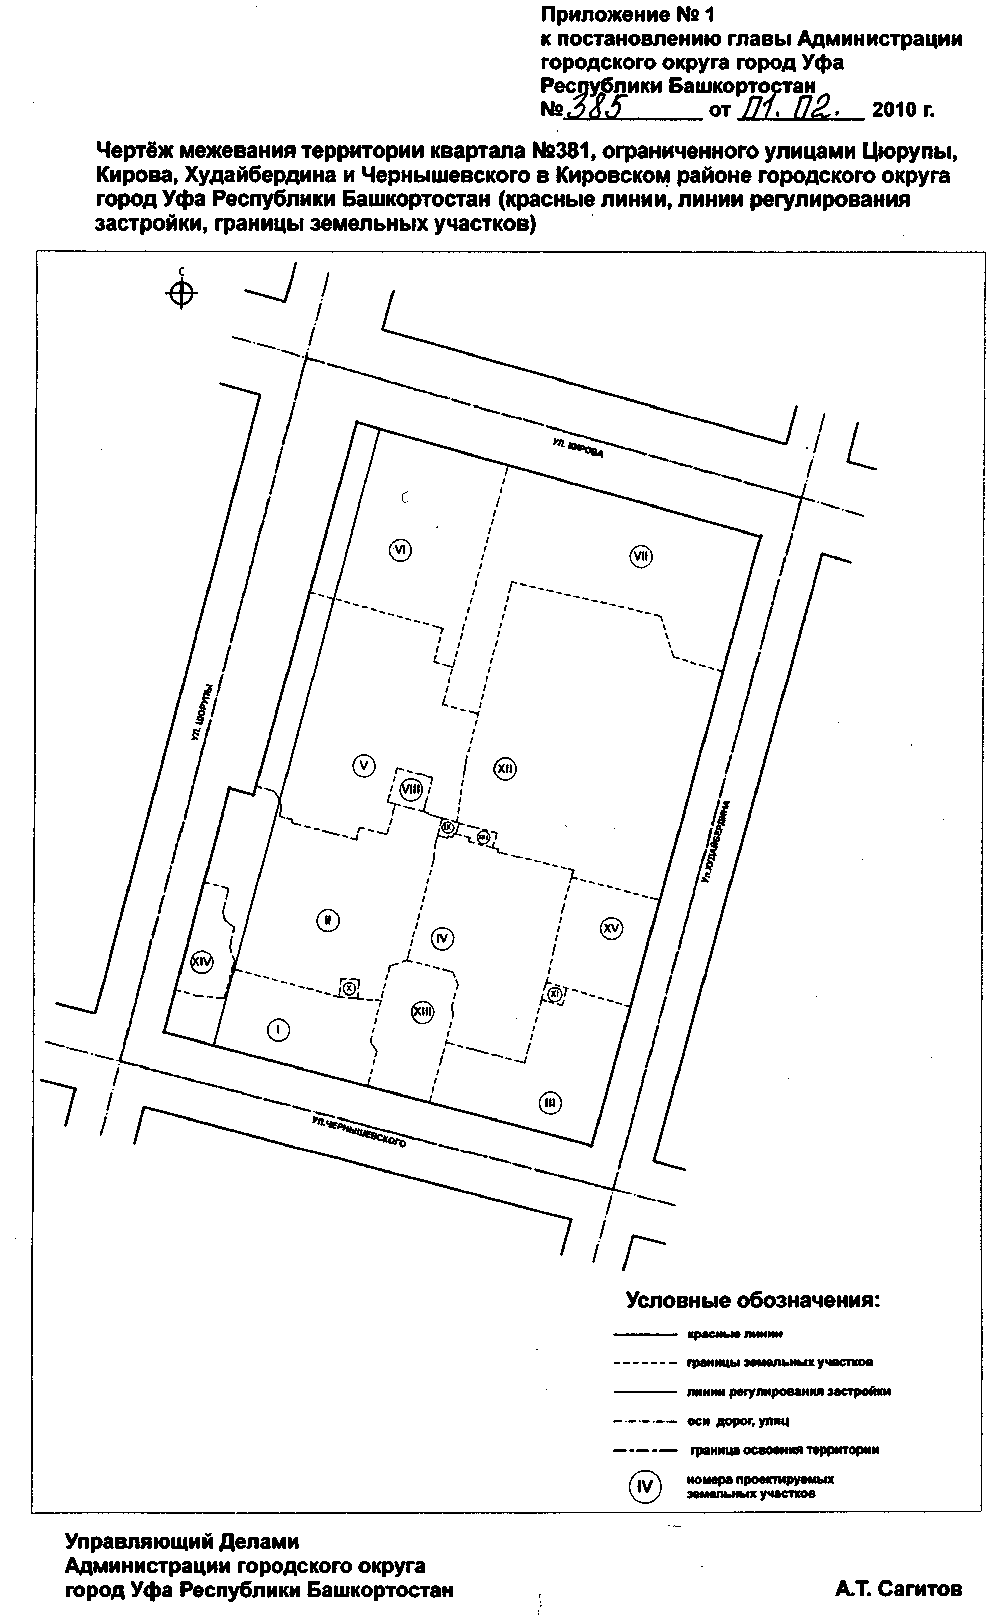 Приложение № 1
к постановлению главы Администрации
городского округа город Уфа
Республики Башкортостан
№ 385 от 2010 г.
Чертёж межевания территории квартала №381, ограниченного улицами Цюрупы,
Кирова, Худайбердина и Чернышевского в Кировском районе городского округа
город Уфа Республики Башкортостан (красные линии, линии регулирования
застройки, границы земельных участков)
С
УЛ. КИРОВА
VI
VII
УЛ. ЦЮРУПЫ
V
VIII
XII
IX
УЛ.ХУДАЙБЕРДИНА
II
IV
XV
XIV
X
XI
XIII
I
III
УЛ.ЧЕРНЫШЕВСКОГО
Условные обозначения:
красные линии
границы земельных участков
линии регулирования застройки
оси дорог, улиц
граница освоения территории
IV
номера проектируемых
земельных участков
Управляющий Делами
Администрации городского округа
город Уфа Республики Башкортостан
А.Т. Сагитов